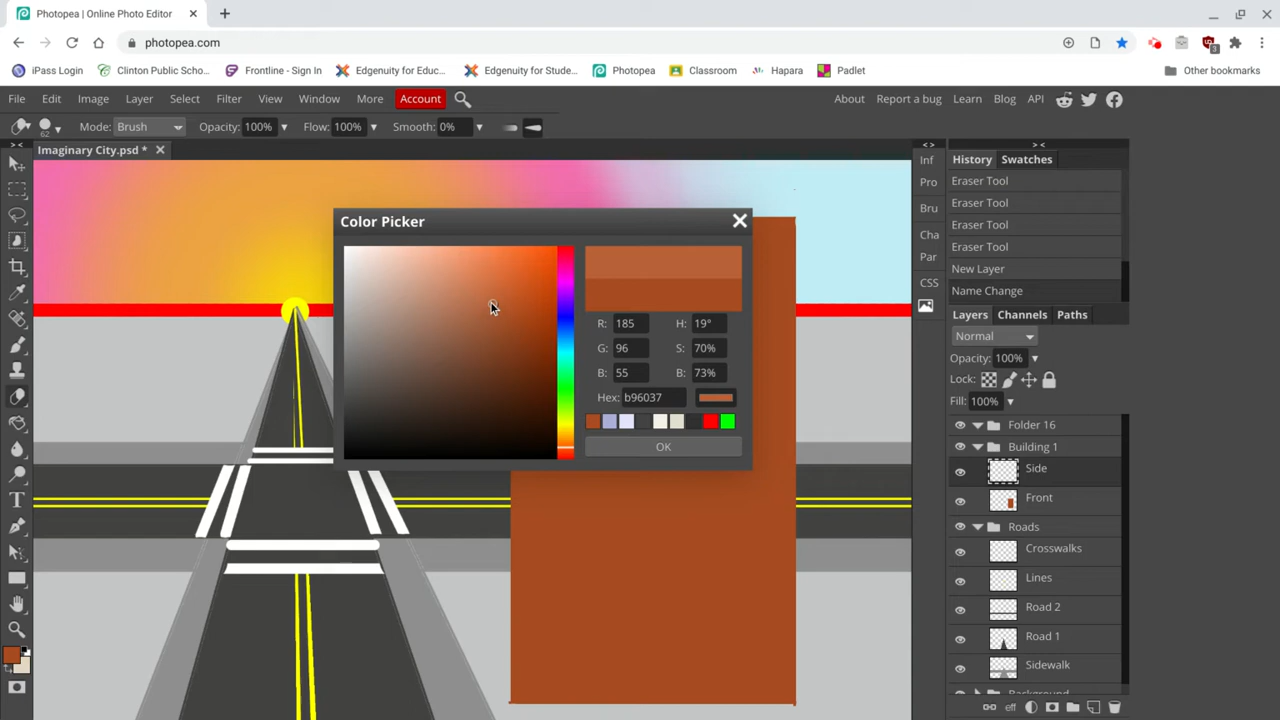 Photopea | Online Photo Editor
photopea.com
iPass Login Clinton Public Scho... Frontline - Sign In Edgenuity for Educ... Edgenuity for Stude... Photopea Classroom Hapara Padlet Other bookmarks
File Edit Image Layer Select Filter View Window More Account About Report a bug Learn Blog API
62 Mode: Brush Opacity: 100% Flow: 100% Smooth: 0%
Imaginary City.psd *
< > > <
Inf
Pro
Bru
Cha
Par
CSS
History Swatches
Eraser Tool
Eraser Tool
Eraser Tool
Eraser Tool
New Layer
Name Change
Layers Channels Paths
Normal
Opacity: 100%
Lock:
Fill: 100%
Folder 16
Building 1
Side
Front
Roads
Crosswalks
Lines
Road 2
Road 1
Sidewalk
Background
eff
Color Picker
R: 185 H: 19°
G: 96 S: 70%
B: 55 B: 73%
Hex: b96037
OK